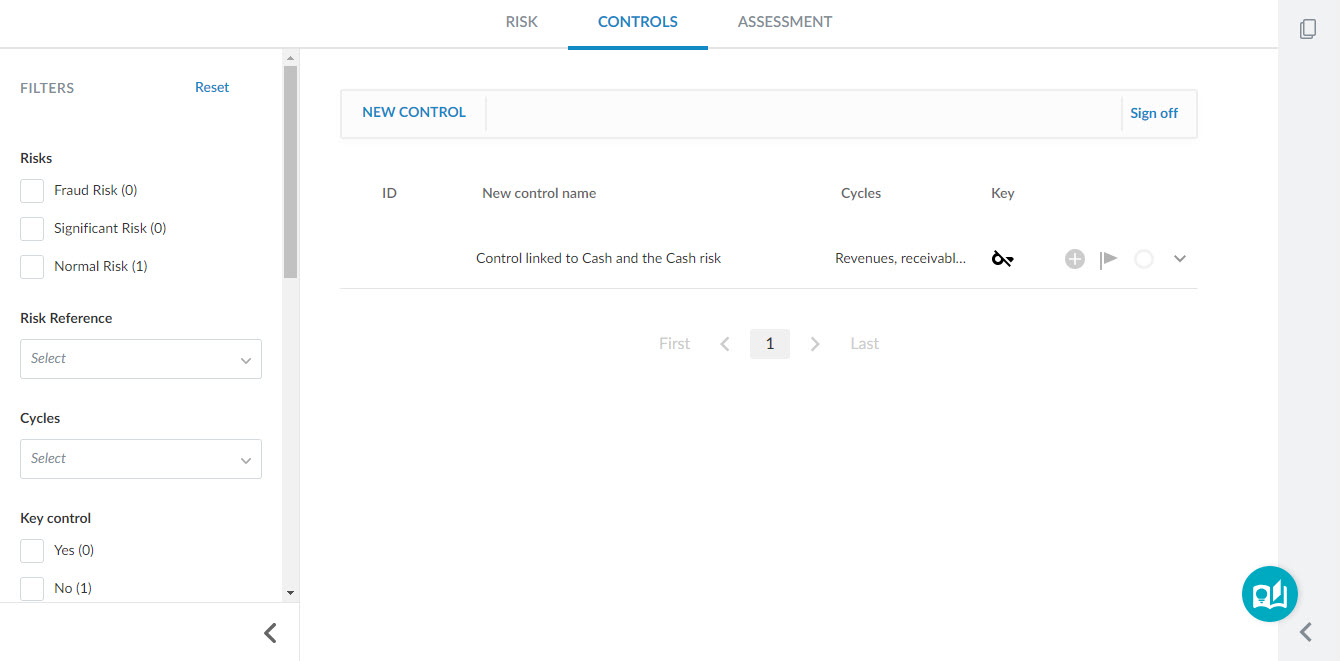 RISK CONTROLS ASSESSMENT
FILTERS Reset
Risks
Fraud Risk (0)
Significant Risk (0)
Normal Risk (1)
Risk Reference
Select
Cycles
Select
Key control
Yes (0)
No (1)
NEW CONTROL Sign off
ID New control name Cycles Key
Control linked to Cash and the Cash risk Revenues, receivabl...
First 1 Last